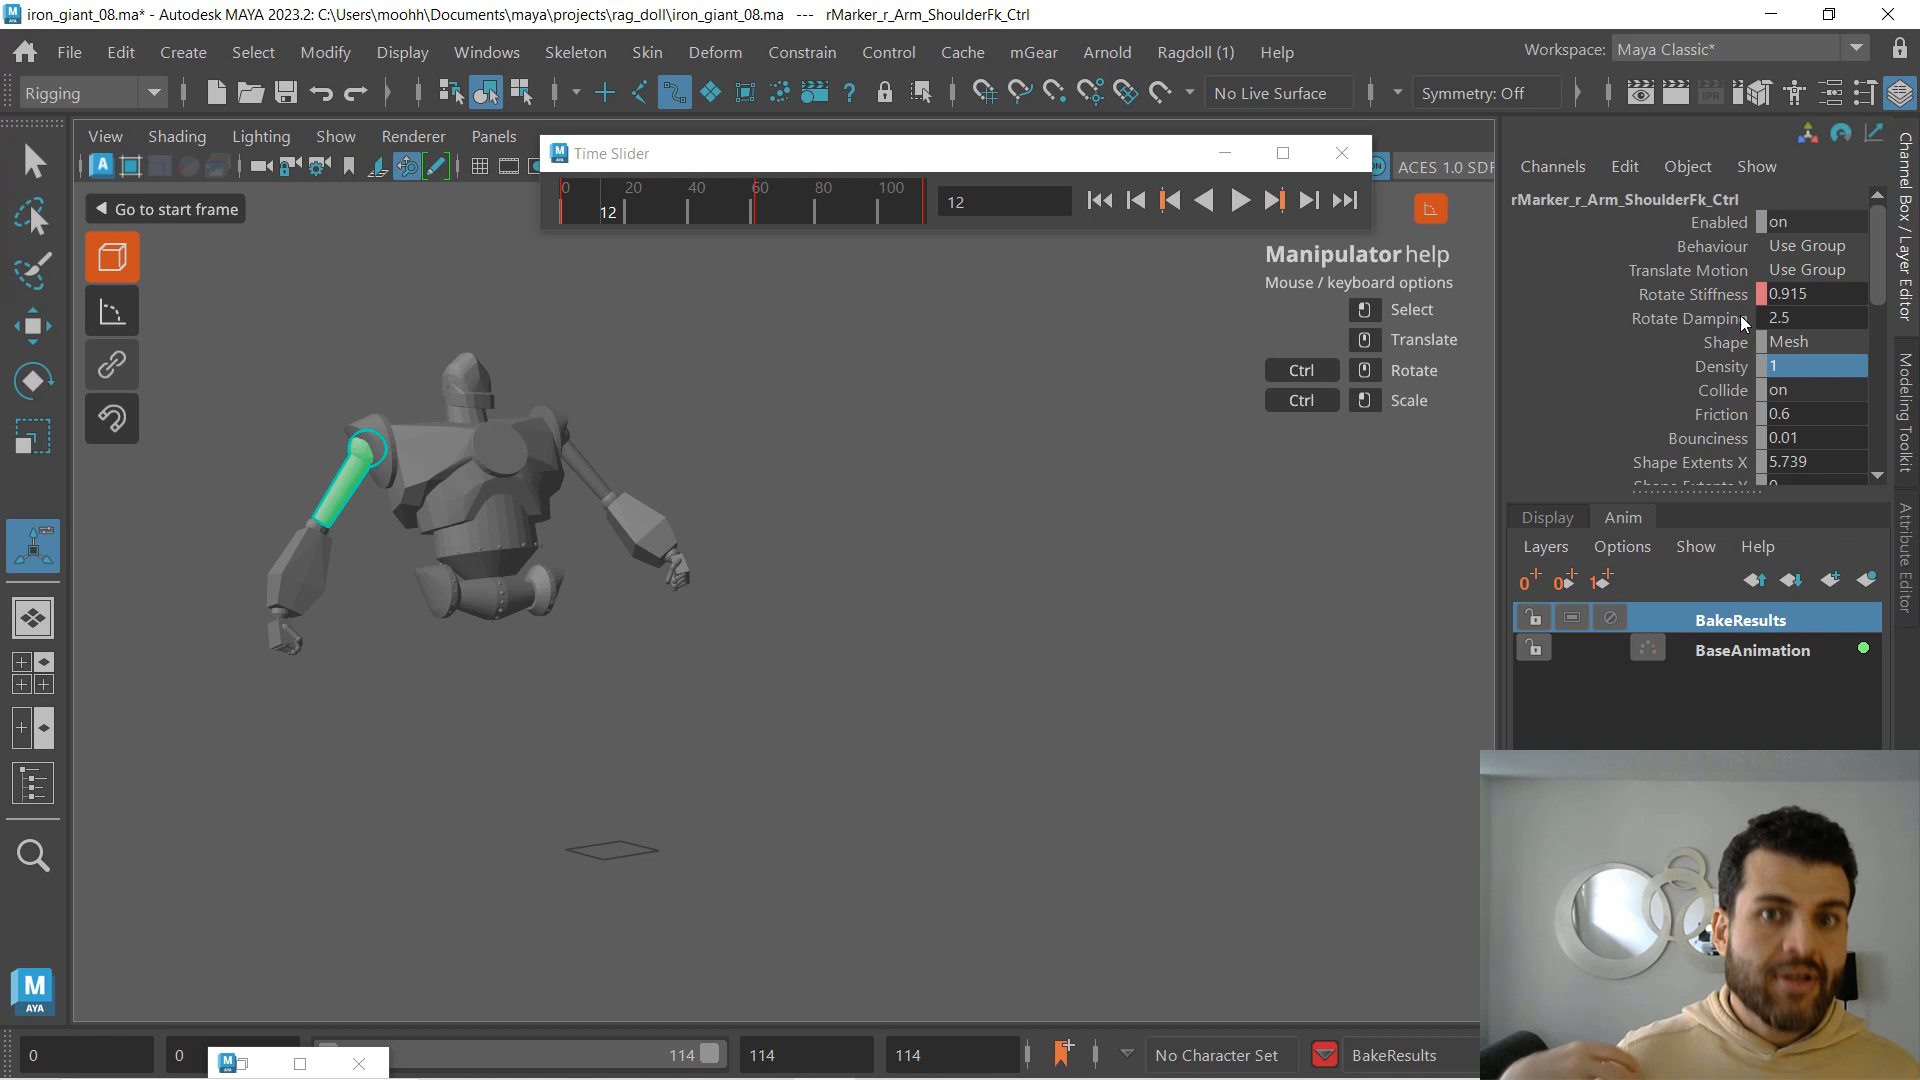 iron_giant_08.ma* - Autodesk MAYA 2023.2: C:\Users\moohh\Documents\maya\projects\rag_doll\iron_giant_08.ma --- rMarker_r_Arm_ShoulderFk_Ctrl
File Edit Create Select Modify Display Windows Skeleton Skin Deform Constrain Control Cache mGear Arnold Ragdoll (1) Help
Workspace: Maya Classic*
Rigging
No Live Surface
Symmetry: Off
View Shading Lighting Show Renderer Panels
ACES 1.0 SDR
Time Slider
0 20 40 60 80 100
12
12
Go to start frame
Manipulator help
Mouse / keyboard options
Select
Translate
Ctrl Rotate
Ctrl Scale
Channels Edit Object Show
rMarker_r_Arm_ShoulderFk_Ctrl
Enabled on
Behaviour Use Group
Translate Motion Use Group
Rotate Stiffness 0.915
Rotate Damping 2.5
Shape Mesh
Density 1
Collide on
Friction 0.6
Bounciness 0.01
Shape Extents X 5.739
Channel Box / Layer Editor
Modeling Toolkit
Attribute Editor
Display Anim
Layers Options Show Help
BakeResults
BaseAnimation
M
AYA
0
0
114
114
114
No Character Set
BakeResults